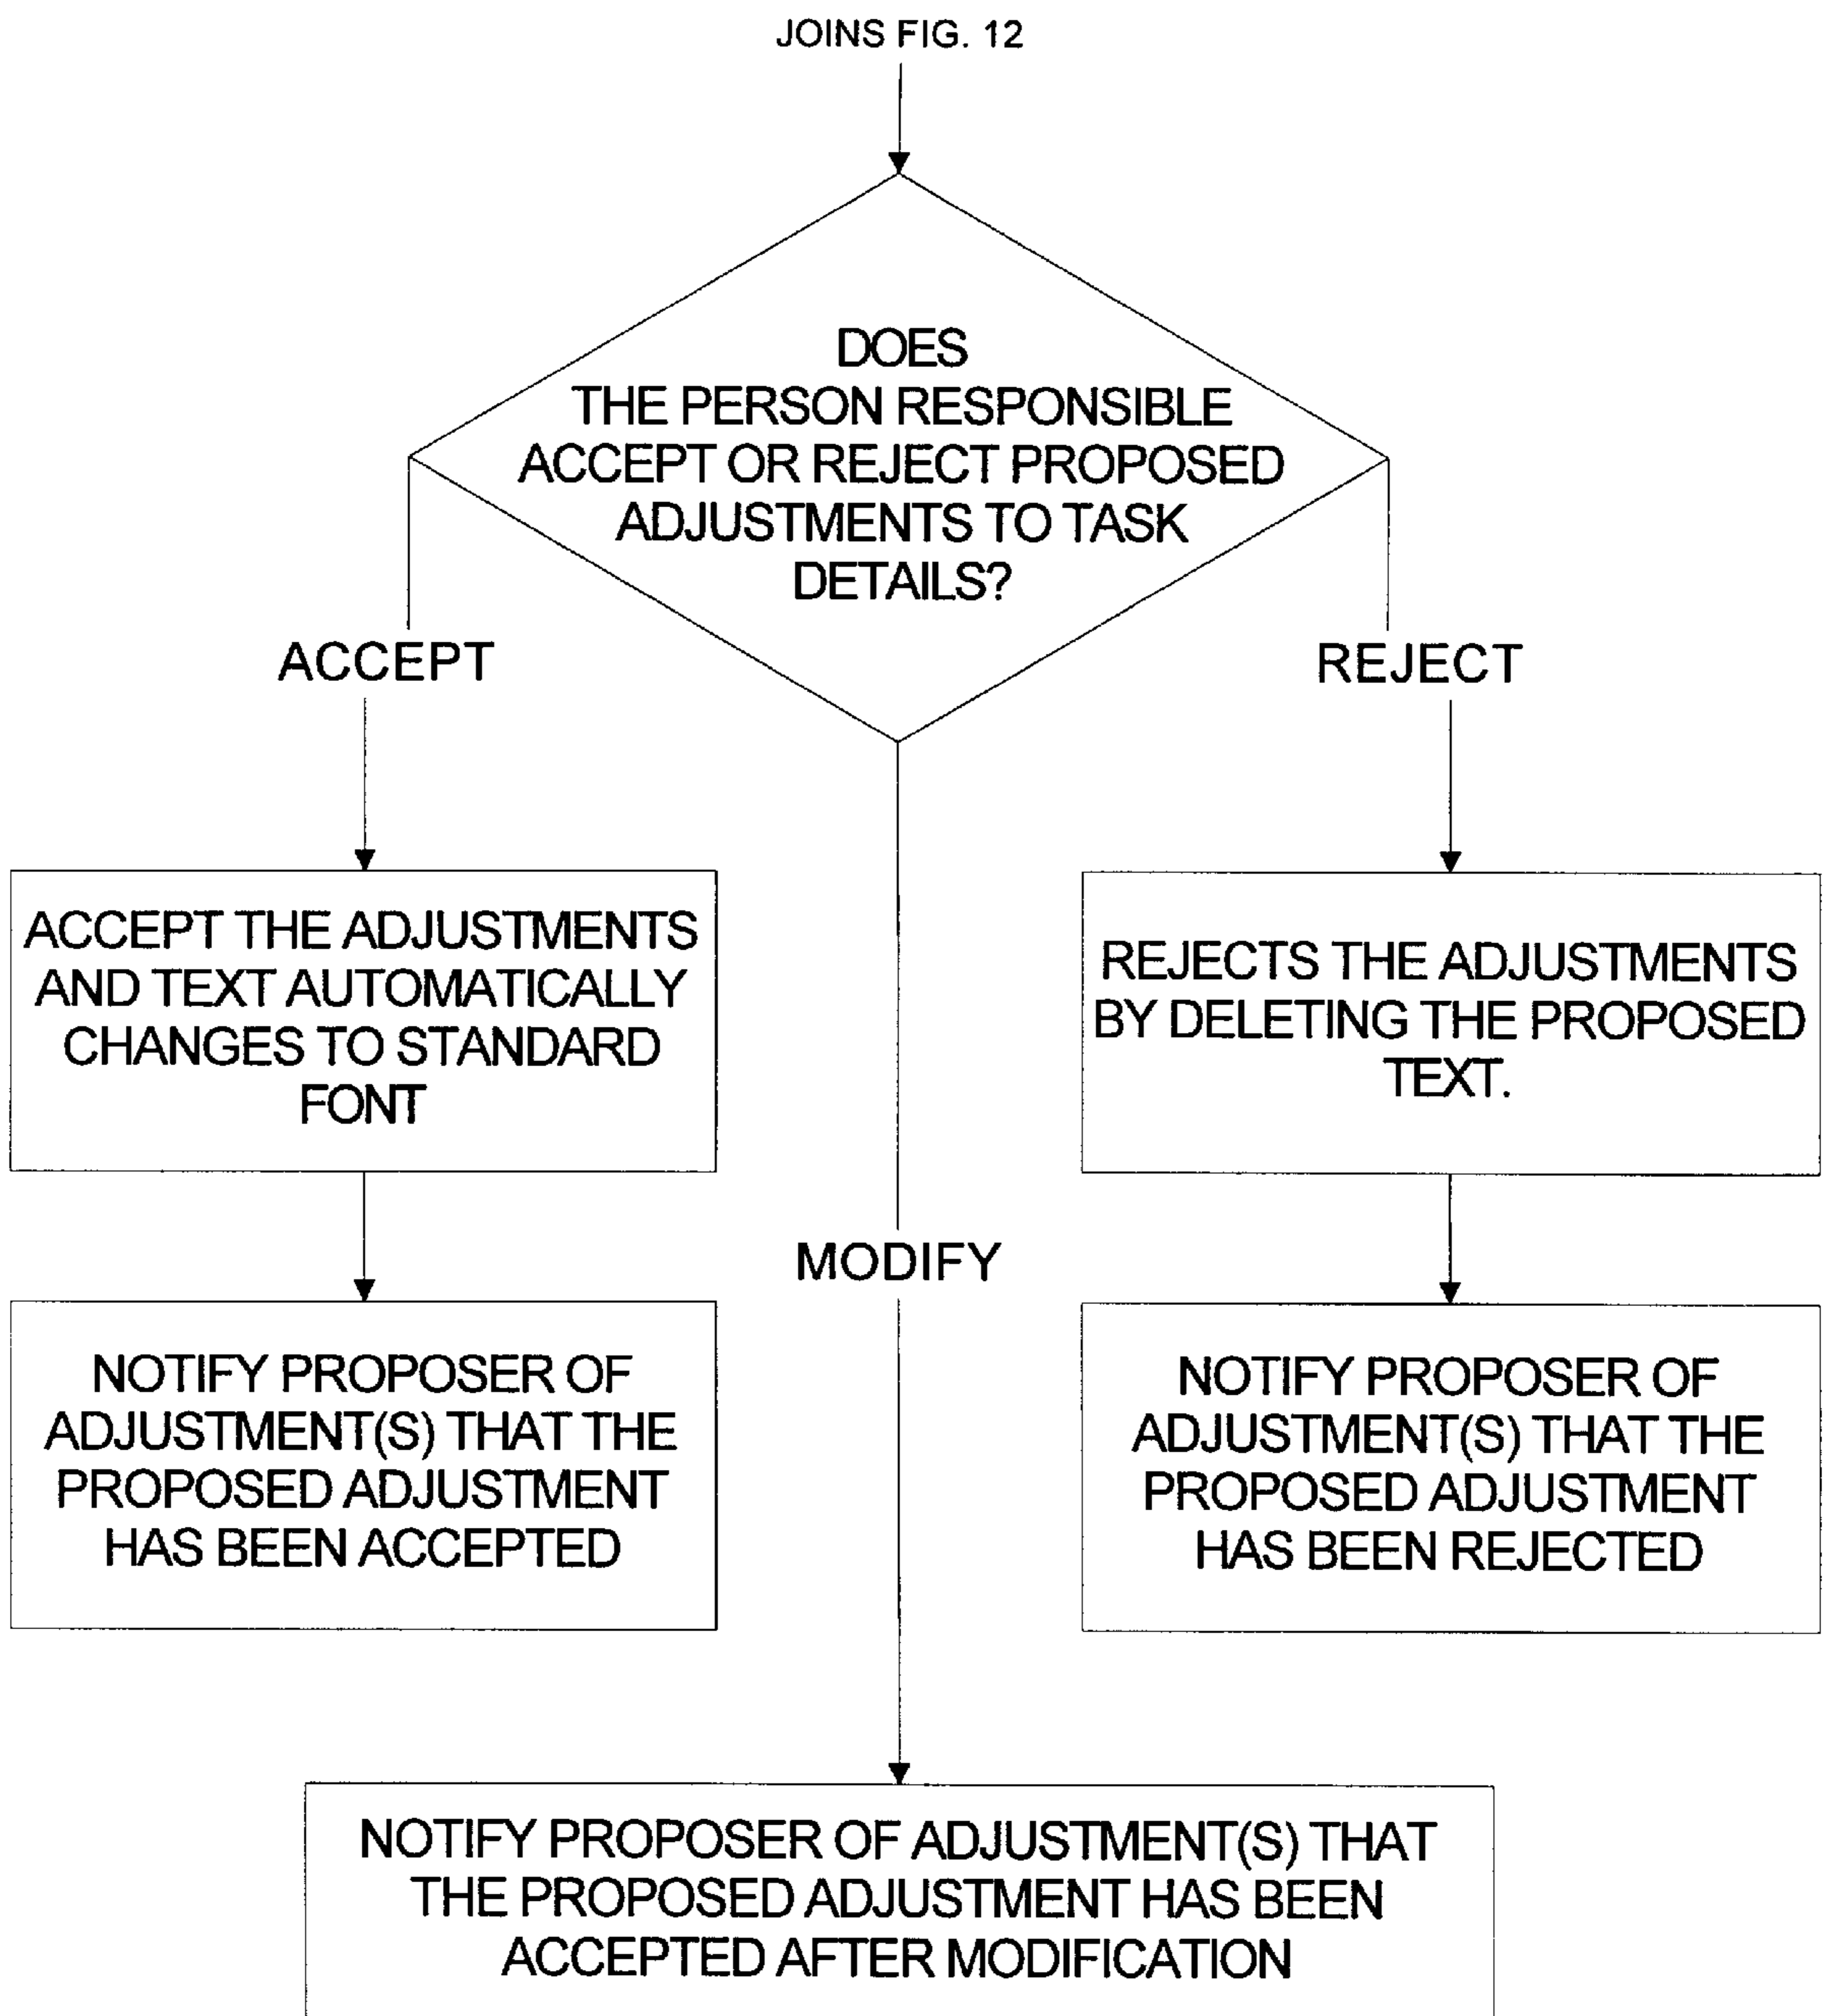 JOINS FIG. 12
DOES
THE PERSON RESPONSIBLE
ACCEPT OR REJECT PROPOSED
ADJUSTMENTS TO TASK
DETAILS?
ACCEPT
REJECT
ACCEPT THE ADJUSTMENTS
AND TEXT AUTOMATICALLY
CHANGES TO STANDARD
FONT
REJECTS THE ADJUSTMENTS
BY DELETING THE PROPOSED
TEXT.
MODIFY
NOTIFY PROPOSER OF
ADJUSTMENT(S) THAT THE
PROPOSED ADJUSTMENT
HAS BEEN ACCEPTED
NOTIFY PROPOSER OF
ADJUSTMENT(S) THAT THE
PROPOSED ADJUSTMENT
HAS BEEN REJECTED
NOTIFY PROPOSER OF ADJUSTMENT(S) THAT
THE PROPOSED ADJUSTMENT HAS BEEN
ACCEPTED AFTER MODIFICATION